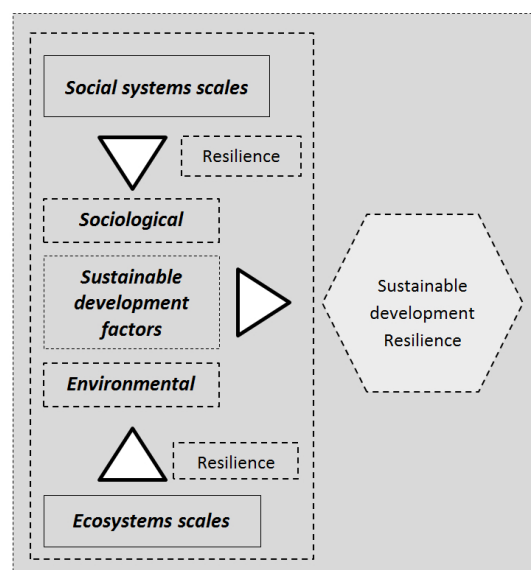 Social systems scales
Resilience
Sociological
Sustainable
development
factors
Sustainable
development
Resilience
Environmental
Resilience
Ecosystems scales